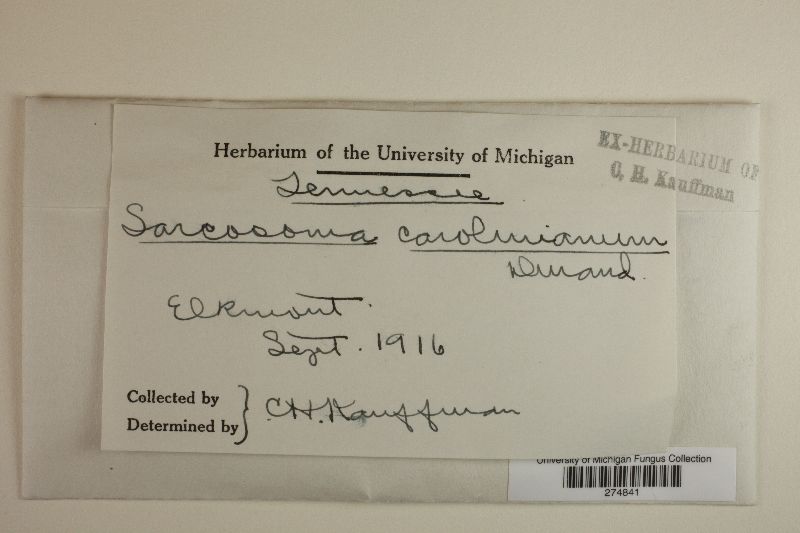 Herbarium of the University of Michigan
EX-HERBARIUM OF
C. H. Kauffman
Tennessee
Sarcosoma carolinianum
Durand.
Elkmont.
Sept. 1916
Collected by
Determined by
C.H. Kauffman
University of Michigan Fungus Collection
274841